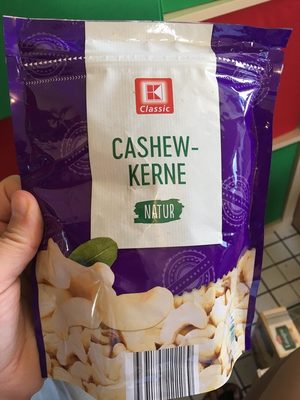 K
Classic
CASHEW-
KERNE
NATUR